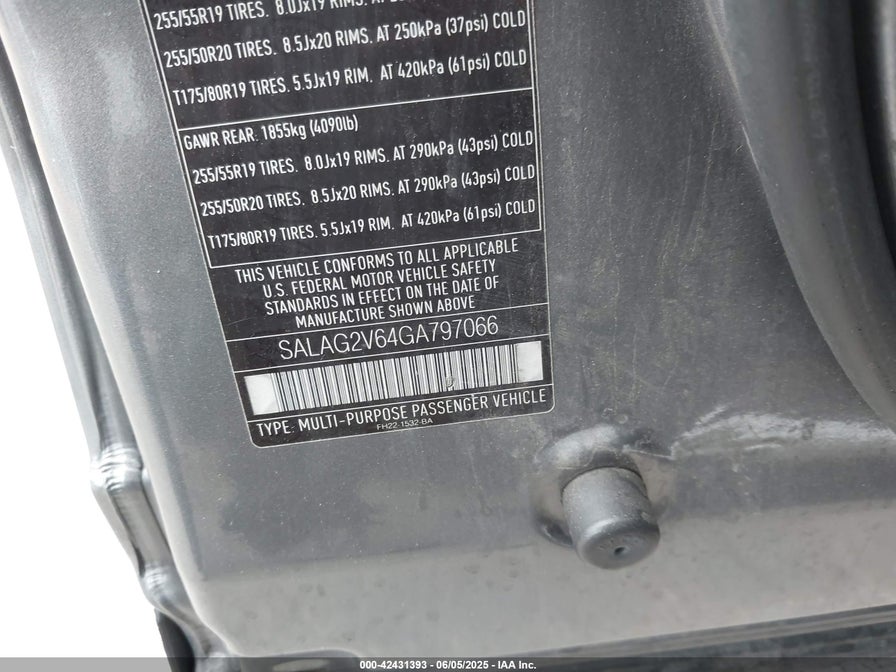 255/55R19 TIRES. 8.0Jx19 RIMS. AT
255/50R20 TIRES. 8.5Jx20 RIMS. AT 250kPa (37psi) COLD
T175/80R19 TIRES. 5.5Jx19 RIM. AT 420kPa (61psi) COLD
GAWR REAR: 1855kg (4090lb)
255/55R19 TIRES. 8.0Jx19 RIMS. AT 290kPa (43psi) COLD
255/50R20 TIRES. 8.5Jx20 RIMS. AT 290kPa (43psi) COLD
T175/80R19 TIRES. 5.5Jx19 RIM. AT 420kPa (61psi) COLD
THIS VEHICLE CONFORMS TO ALL APPLICABLE
U.S. FEDERAL MOTOR VEHICLE SAFETY
STANDARDS IN EFFECT ON THE DATE OF
MANUFACTURE SHOWN ABOVE
SALAG2V64GA797066
TYPE: MULTI-PURPOSE PASSENGER VEHICLE
FH22-1532-BA
000-42431393 - 06/05/2025 - IAA Inc.